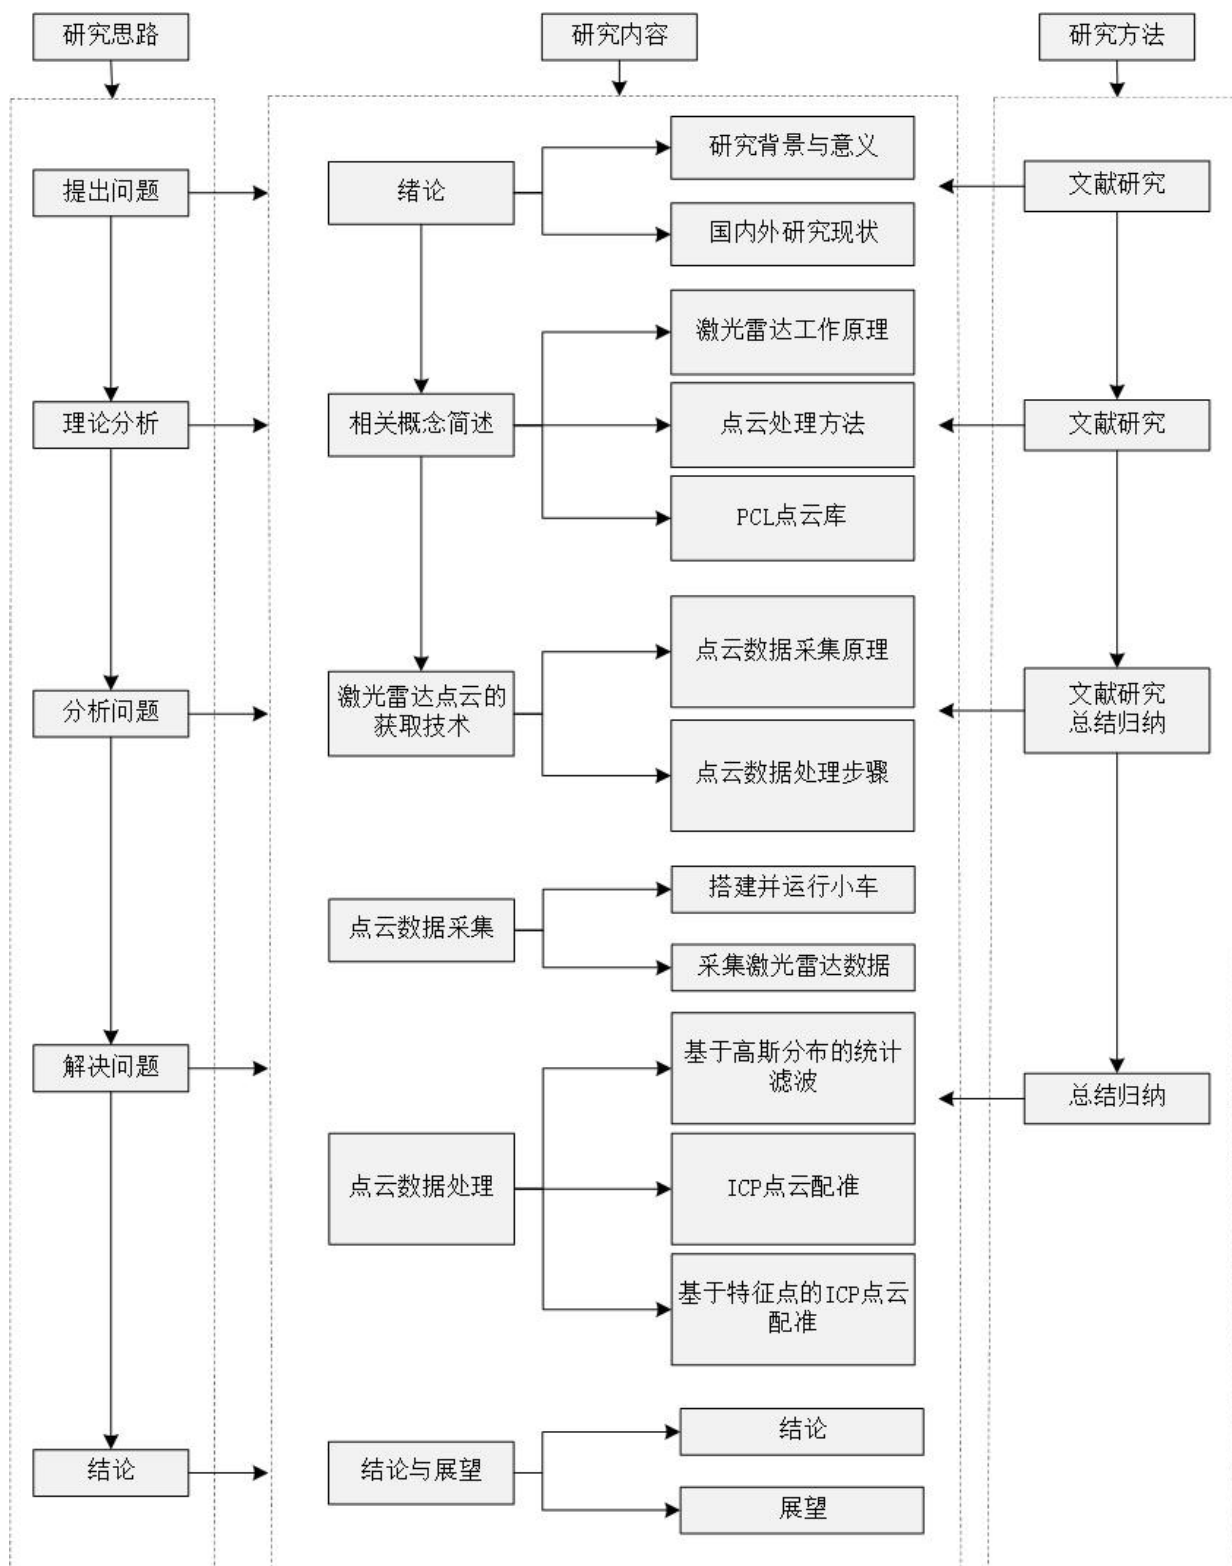 研究思路
研究内容
研究方法
提出问题
绪论
研究背景与意义
国内外研究现状
文献研究
理论分析
相关概念简述
激光雷达工作原理
点云处理方法
PCL点云库
文献研究
分析问题
激光雷达点云的
获取技术
点云数据采集原理
点云数据处理步骤
文献研究
总结归纳
点云数据采集
搭建并运行小车
采集激光雷达数据
解决问题
点云数据处理
基于高斯分布的统计
滤波
ICP点云配准
基于特征点的ICP点云
配准
总结归纳
结论
结论与展望
结论
展望